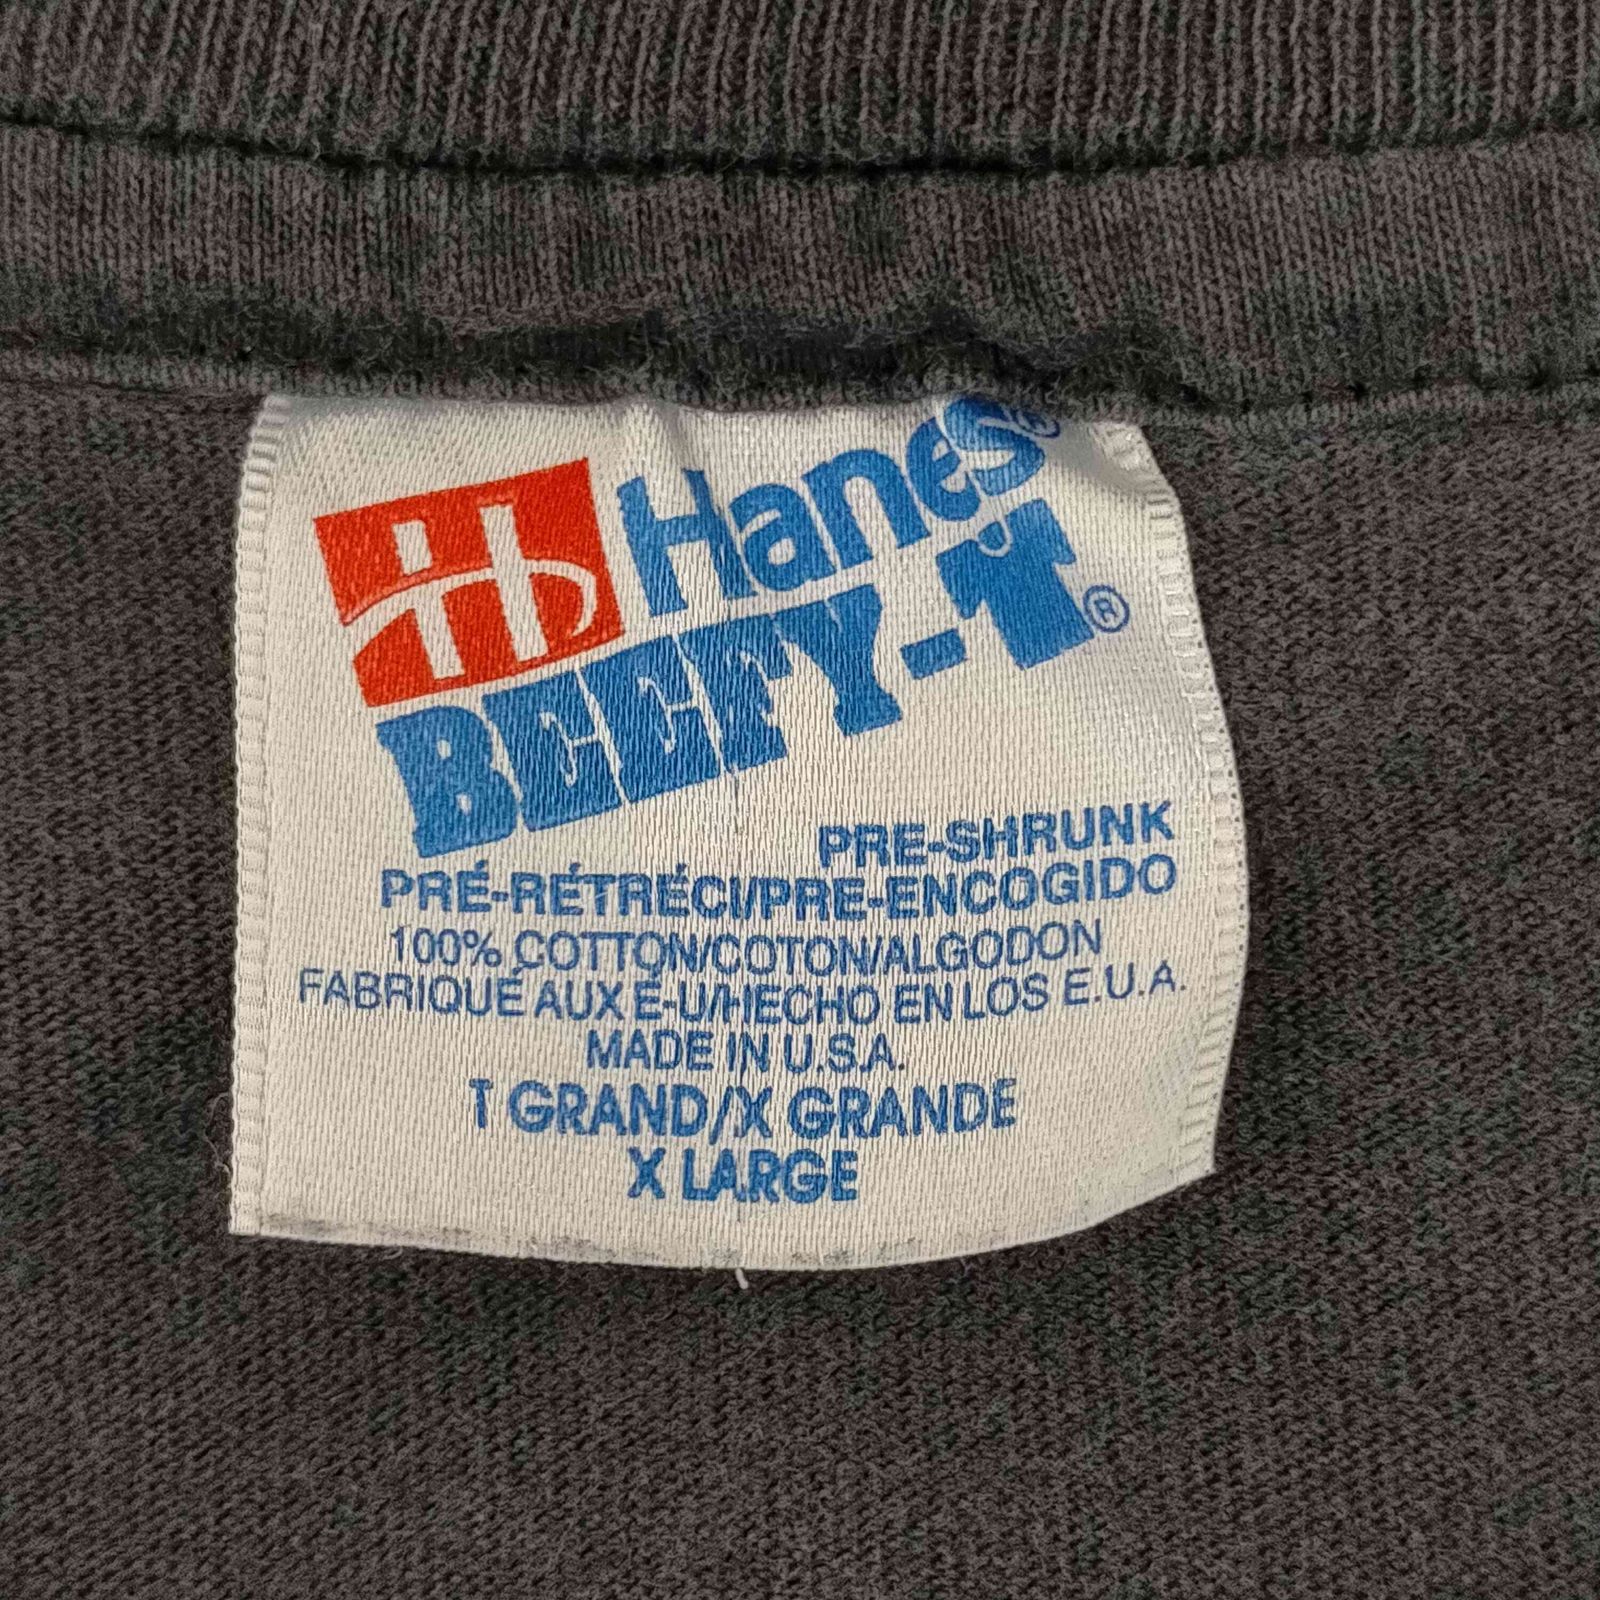 Hanes®
BEEFY-T®
PRE-SHRUNK
PRÉ-RÉTRÉCI/PRE-ENCOGIDO
100% COTTON/COTON/ALGODON
FABRIQUÉ AUX É-U/HECHO EN LOS E.U.A.
MADE IN U.S.A.
T GRAND/X GRANDE
X LARGE